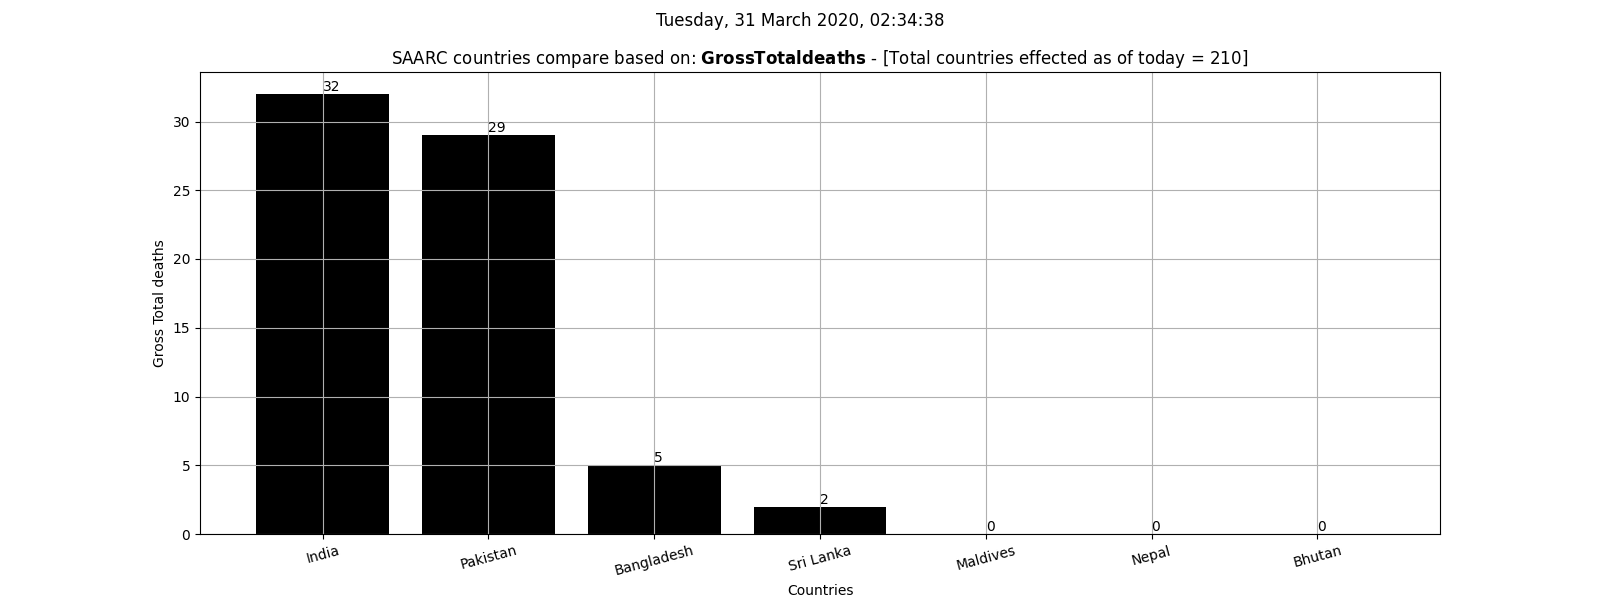 Tuesday, 31 March 2020, 02:34:38
SAARC countries compare based on: GrossTotaldeaths - [Total countries effected as of today = 210]
32
29
5
2
0
0
0
30
25
20
15
10
5
0
Gross Total deaths
India
Pakistan
Bangladesh
Sri Lanka
Maldives
Nepal
Bhutan
Countries